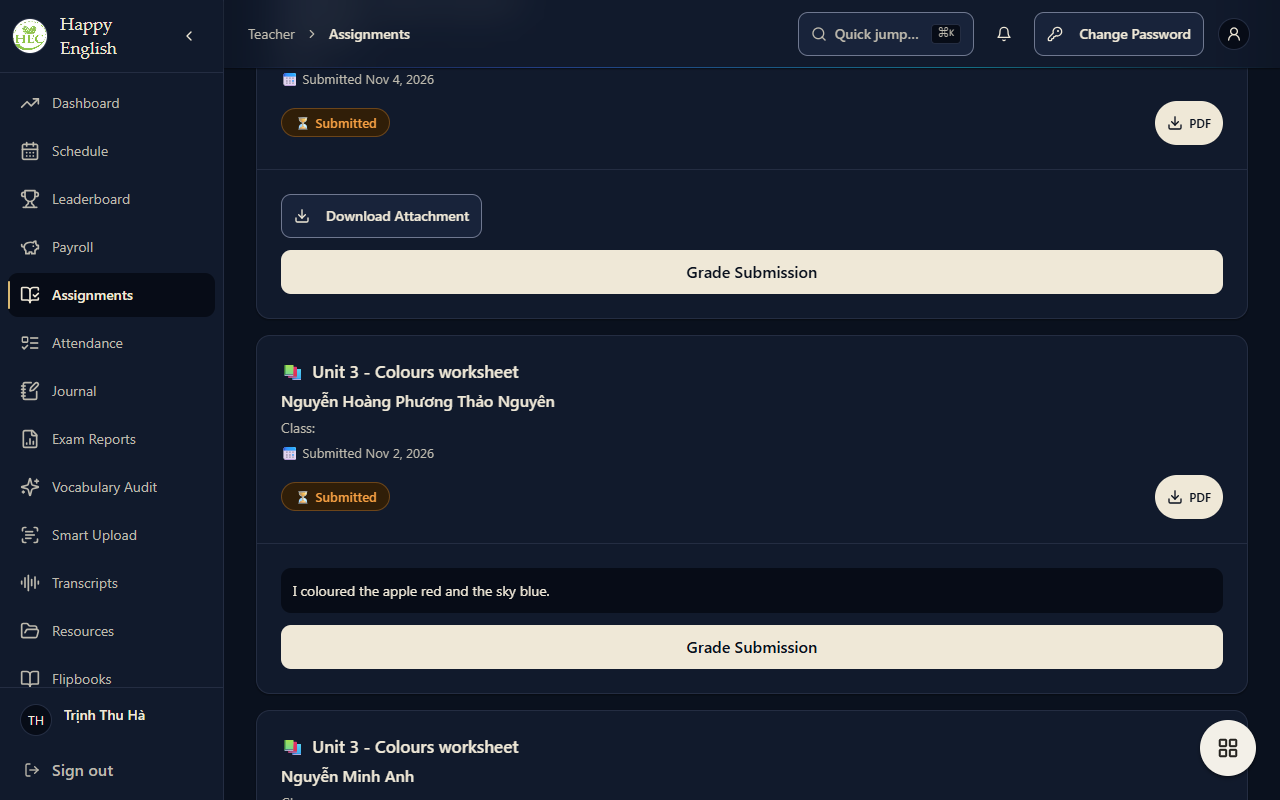 HEC
Happy
English
Dashboard
Schedule
Leaderboard
Payroll
Assignments
Attendance
Journal
Exam Reports
Vocabulary Audit
Smart Upload
Transcripts
Resources
Flipbooks
TH Trịnh Thu Hà
Sign out
Teacher > Assignments
Quick jump... ⌘K
Change Password
Submitted Nov 4, 2026
Submitted
PDF
Download Attachment
Grade Submission
Unit 3 - Colours worksheet
Nguyễn Hoàng Phương Thảo Nguyên
Class:
Submitted Nov 2, 2026
Submitted
PDF
I coloured the apple red and the sky blue.
Grade Submission
Unit 3 - Colours worksheet
Nguyễn Minh Anh